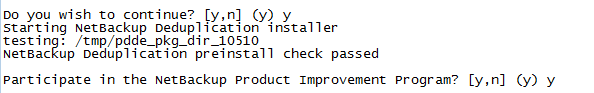 Do you wish to continue? [y,n] (y) y
Starting NetBackup Deduplication installer
testing: /tmp/pdde_pkg_dir_10510
NetBackup Deduplication preinstall check passed
Participate in the NetBackup Product Improvement Program? [y,n] (y) y